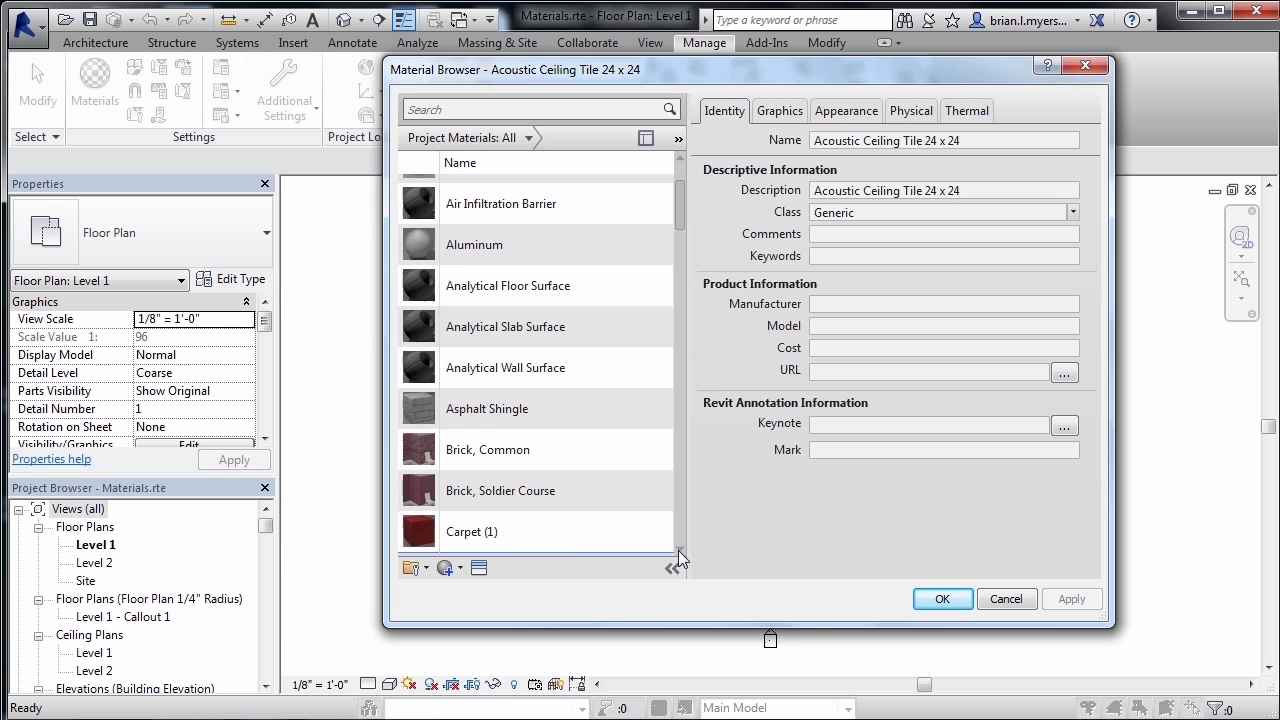 Materials.rte - Floor Plan: Level 1
Type a keyword or phrase
brian.l.myers...
Architecture Structure Systems Insert Annotate Analyze Massing & Site Collaborate View Manage Add-Ins Modify
Modify
Materials
Additional
Settings
Select
Settings
Project Lo
Properties
Floor Plan
Floor Plan: Level 1
Edit Type
Graphics
View Scale 1/8" = 1'-0"
Scale Value 1: 96
Display Model Normal
Detail Level Coarse
Parts Visibility Show Original
Detail Number 1
Rotation on Sheet None
Visibility/Graphics Edit
Properties help
Apply
Project Browser - Materials.rte
Views (all)
Floor Plans
Level 1
Level 2
Site
Floor Plans (Floor Plan 1/4" Radius)
Level 1 - Callout 1
Ceiling Plans
Level 1
Level 2
Elevations (Building Elevation)
Material Browser - Acoustic Ceiling Tile 24 x 24
Search
Project Materials: All
Name
Air Infiltration Barrier
Aluminum
Analytical Floor Surface
Analytical Slab Surface
Analytical Wall Surface
Asphalt Shingle
Brick, Common
Brick, Soldier Course
Carpet (1)
Identity Graphics Appearance Physical Thermal
Name Acoustic Ceiling Tile 24 x 24
Descriptive Information
Description Acoustic Ceiling Tile 24 x 24
Class Generic
Comments
Keywords
Product Information
Manufacturer
Model
Cost
URL ...
Revit Annotation Information
Keynote ...
Mark
OK Cancel Apply
2D
1/8" = 1'-0"
Ready
:0
Main Model
:0